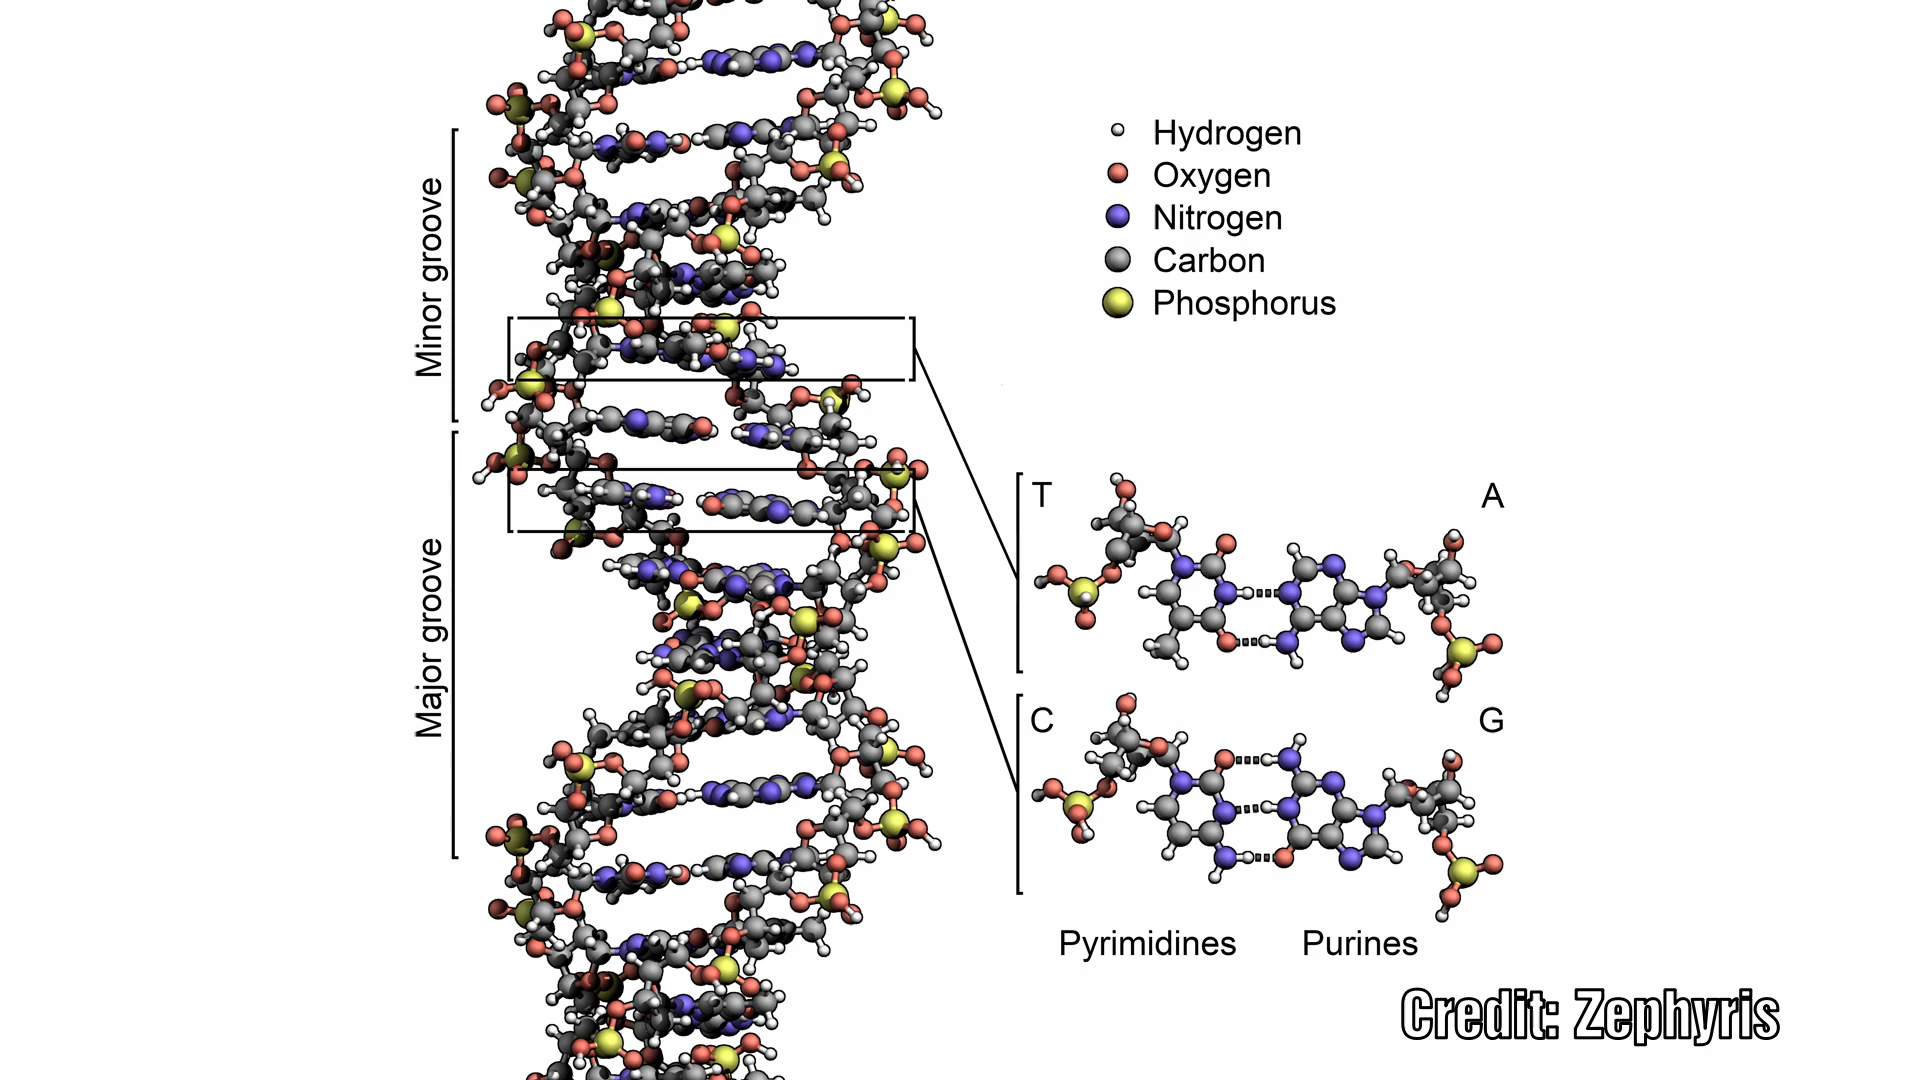 Minor groove
Major groove
Hydrogen
Oxygen
Nitrogen
Carbon
Phosphorus
T
A
C
G
Pyrimidines
Purines
Credit: Zephyris